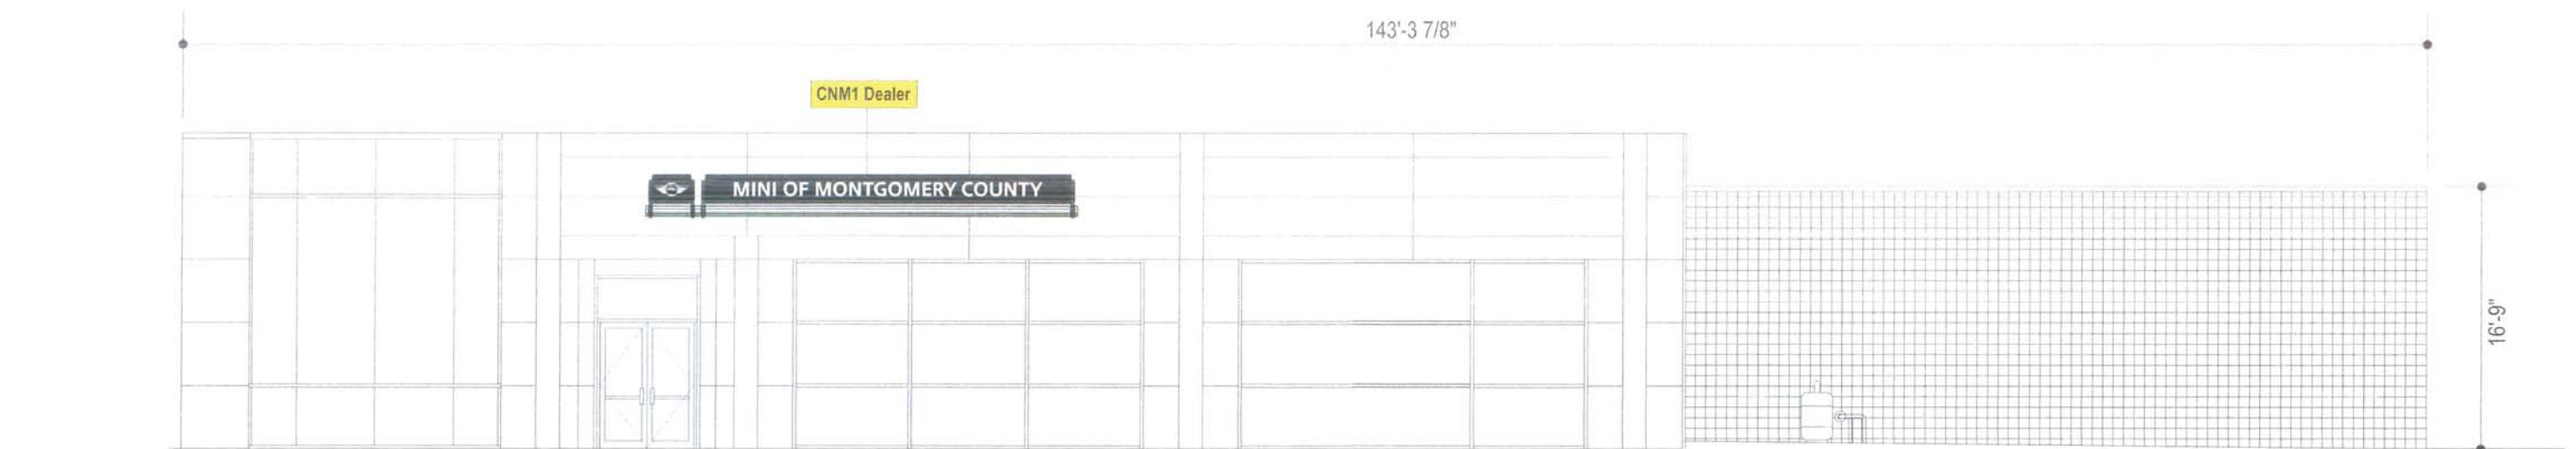 143'-3 7/8"
CNM1 Dealer
MINI OF MONTGOMERY COUNTY
16'-9"